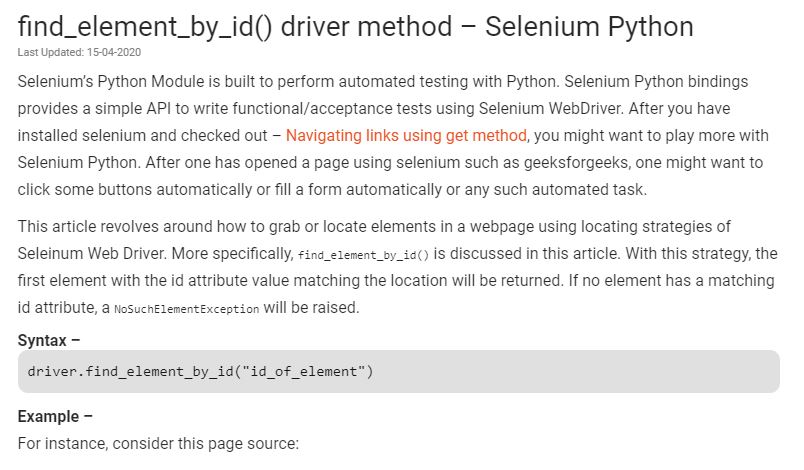 find_element_by_id() driver method – Selenium Python
Last Updated: 15-04-2020
Selenium’s Python Module is built to perform automated testing with Python. Selenium Python bindings
provides a simple API to write functional/acceptance tests using Selenium WebDriver. After you have
installed selenium and checked out – Navigating links using get method, you might want to play more with
Selenium Python. After one has opened a page using selenium such as geeksforgeeks, one might want to
click some buttons automatically or fill a form automatically or any such automated task.
This article revolves around how to grab or locate elements in a webpage using locating strategies of
Seleinum Web Driver. More specifically, find_element_by_id() is discussed in this article. With this strategy, the
first element with the id attribute value matching the location will be returned. If no element has a matching
id attribute, a NoSuchElementException will be raised.
Syntax –
driver.find_element_by_id("id_of_element")
Example –
For instance, consider this page source: